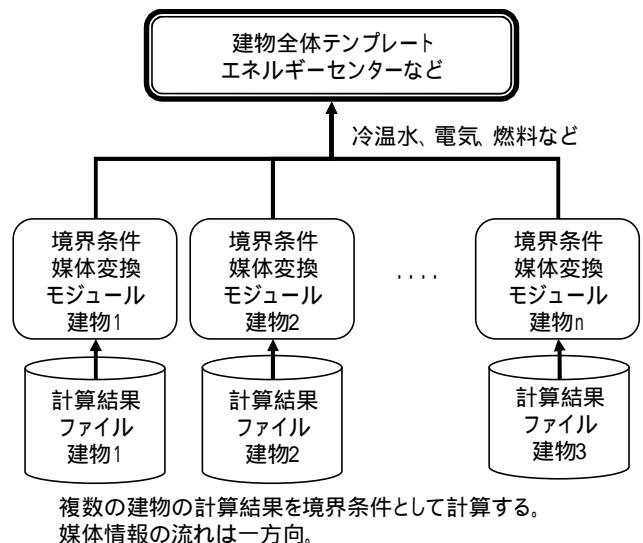 建物全体テンプレート
エネルギーセンターなど
冷温水、電気、燃料など
境界条件
媒体変換
モジュール
建物1
境界条件
媒体変換
モジュール
建物2
....
境界条件
媒体変換
モジュール
建物n
計算結果
ファイル
建物1
計算結果
ファイル
建物2
計算結果
ファイル
建物3
複数の建物の計算結果を境界条件として計算する。
媒体情報の流れは一方向。